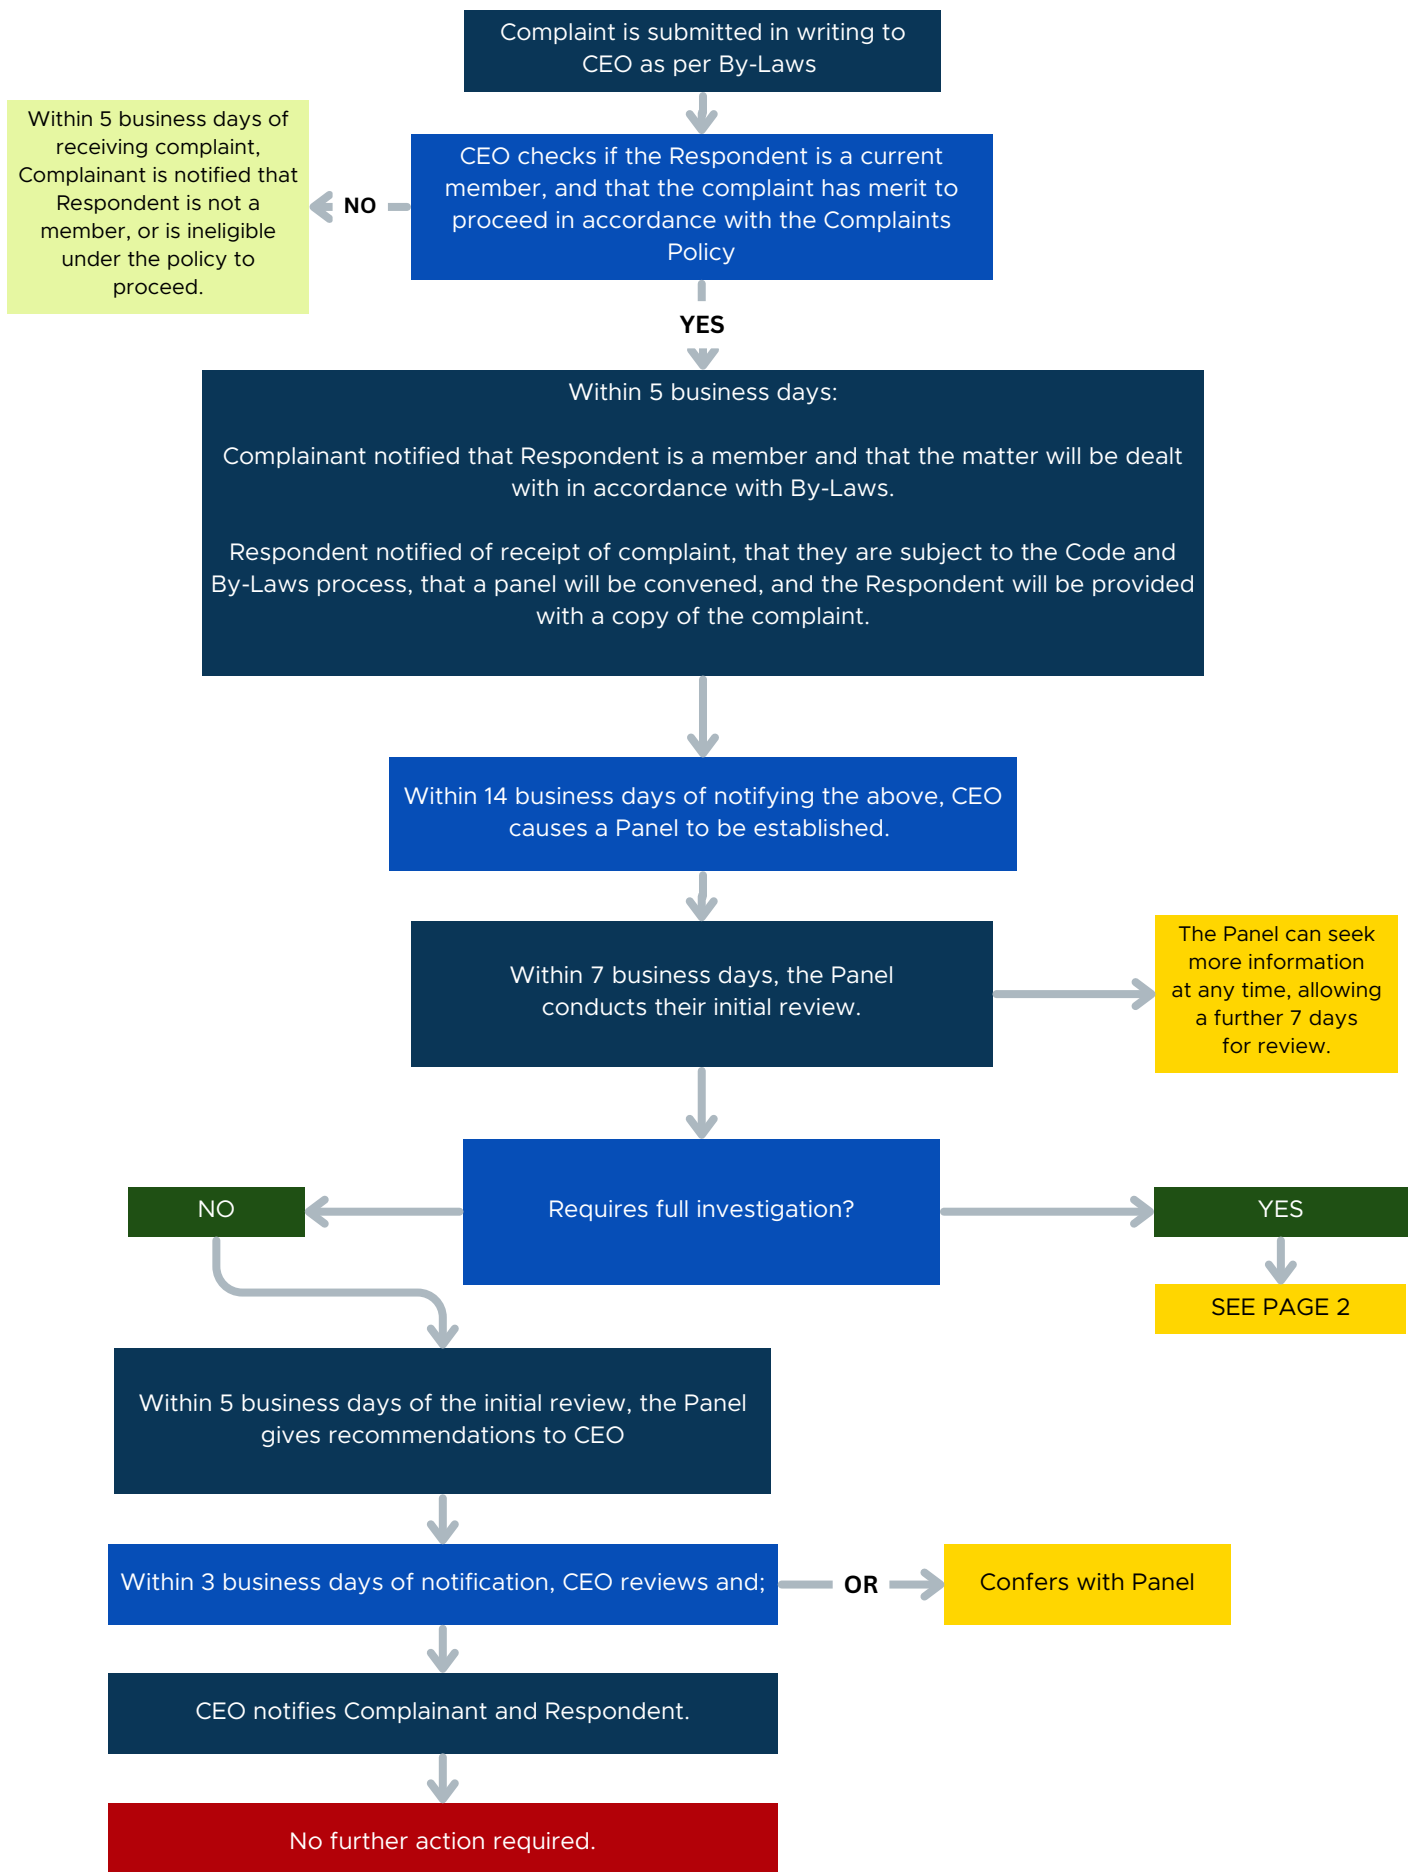 Complaint is submitted in writing to
CEO as per By-Laws
Within 5 business days of
receiving complaint,
Complainant is notified that
Respondent is not a
member, or is ineligible
under the policy to
proceed.
NO
CEO checks if the Respondent is a current
member, and that the complaint has merit to
proceed in accordance with the Complaints
Policy
YES
Within 5 business days:
Complainant notified that Respondent is a member and that the matter will be dealt
with in accordance with By-Laws.
Respondent notified of receipt of complaint, that they are subject to the Code and
By-Laws process, that a panel will be convened, and the Respondent will be provided
with a copy of the complaint.
Within 14 business days of notifying the above, CEO
causes a Panel to be established.
Within 7 business days, the Panel
conducts their initial review.
The Panel can seek
more information
at any time, allowing
a further 7 days
for review.
Requires full investigation?
NO
YES
SEE PAGE 2
Within 5 business days of the initial review, the Panel
gives recommendations to CEO
Within 3 business days of notification, CEO reviews and;
OR
Confers with Panel
CEO notifies Complainant and Respondent.
No further action required.